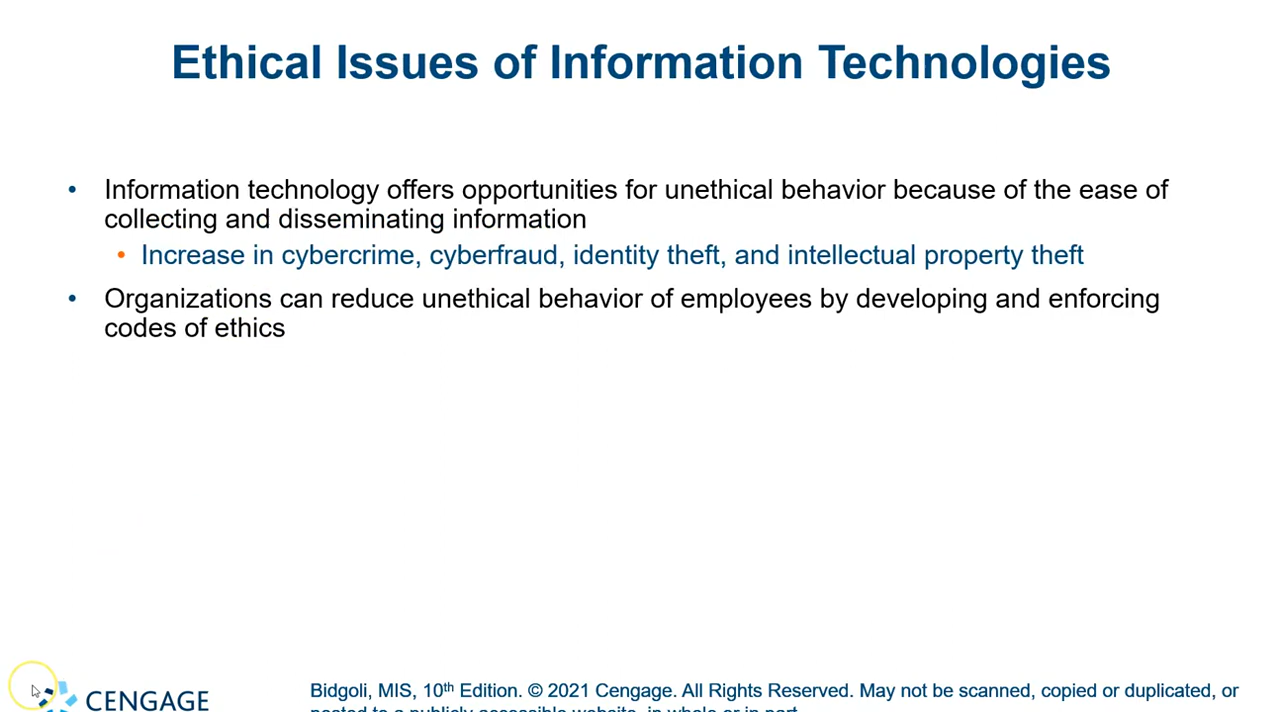 Ethical Issues of Information Technologies
• Information technology offers opportunities for unethical behavior because of the ease of
collecting and disseminating information
• Increase in cybercrime, cyberfraud, identity theft, and intellectual property theft
• Organizations can reduce unethical behavior of employees by developing and enforcing
codes of ethics
CENGAGE
Bidgoli, MIS, 10th Edition. © 2021 Cengage. All Rights Reserved. May not be scanned, copied or duplicated, or
posted to a publicly accessible website, in whole or in part.